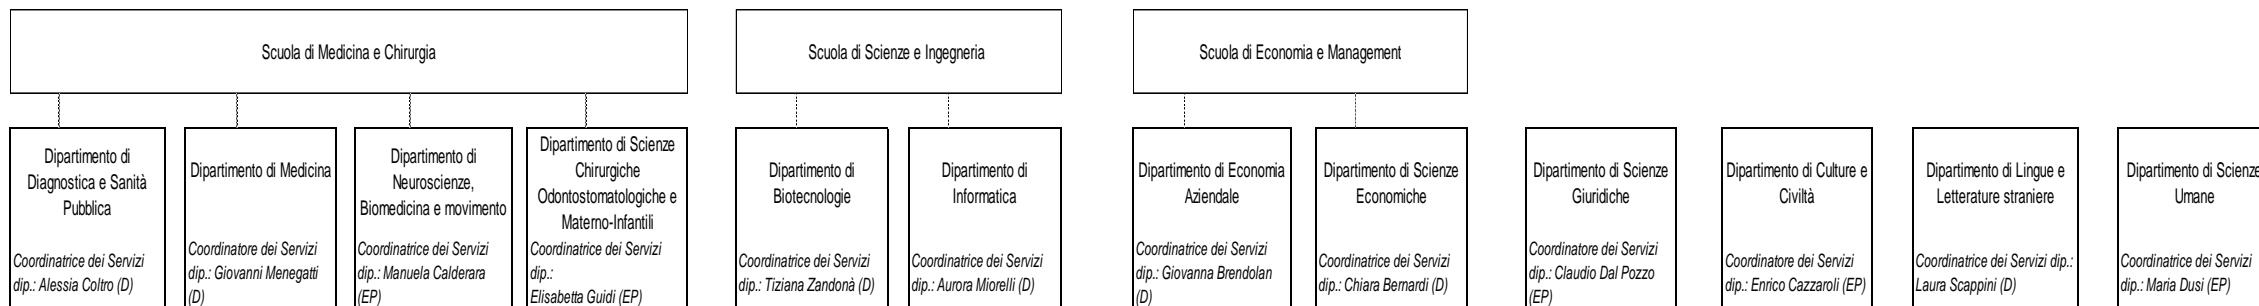 Scuola di Medicina e Chirurgia
Scuola di Scienze e Ingegneria
Scuola di Economia e Management
Dipartimento di
Diagnostica e Sanità
Pubblica
Coordinatrice dei Servizi
dip.: Alessia Coltro (D)
Dipartimento di Medicina
Coordinatore dei Servizi
dip.: Giovanni Menegatti
(D)
Dipartimento di
Neuroscienze,
Biomedicina e movimento
Coordinatrice dei Servizi
dip.: Manuela Calderara
(EP)
Dipartimento di Scienze
Chirurgiche
Odontostomatologiche e
Materno-Infantili
Coordinatrice dei Servizi
dip.:
Elisabetta Guidi (EP)
Dipartimento di
Biotecnologie
Coordinatrice dei Servizi
dip.: Tiziana Zandonà (D)
Dipartimento di
Informatica
Coordinatrice dei Servizi
dip.: Aurora Miorelli (D)
Dipartimento di Economia
Aziendale
Coordinatrice dei Servizi
dip.: Giovanna Brendolan
(D)
Dipartimento di Scienze
Economiche
Coordinatrice dei Servizi
dip.: Chiara Bernardi (D)
Dipartimento di Scienze
Giuridiche
Coordinatore dei Servizi
dip.: Claudio Dal Pozzo
(EP)
Dipartimento di Culture e
Civiltà
Coordinatore dei Servizi
dip.: Enrico Cazzaroli (EP)
Dipartimento di Lingue e
Letterature straniere
Coordinatrice dei Servizi dip.:
Laura Scappini (D)
Dipartimento di Scienze
Umane
Coordinatrice dei Servizi
dip.: Maria Dusi (EP)